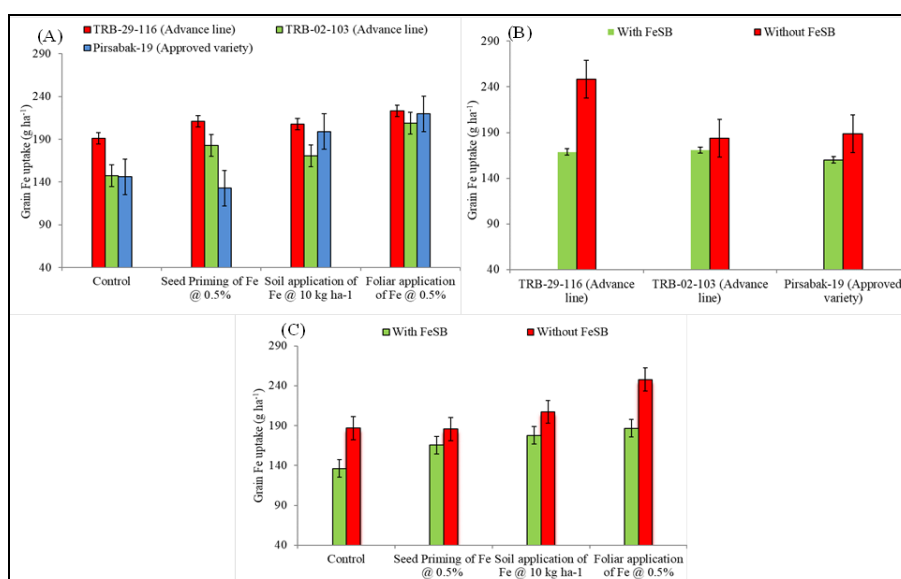 (A)
TRB-29-116 (Advance line)
TRB-02-103 (Advance line)
Pirsabak-19 (Approved variety)
Grain Fe uptake (g ha-1)
290
240
190
140
90
40
Control
Seed Priming of Fe
@ 0.5%
Soil application of
Fe @ 10 kg ha-1
Foliar application
of Fe @ 0.5%
(B)
With FeSB
Without FeSB
Grain Fe uptake (g ha-1)
290
240
190
140
90
40
TRB-29-116 (Advance
line)
TRB-02-103 (Advance
line)
Pirsabak-19 (Approved
variety)
(C)
With FeSB
Without FeSB
Grain Fe uptake (g ha-1)
290
240
190
140
90
40
Control
Seed Priming of Fe
@ 0.5%
Soil application of
Fe @ 10 kg ha-1
Foliar application
of Fe @ 0.5%